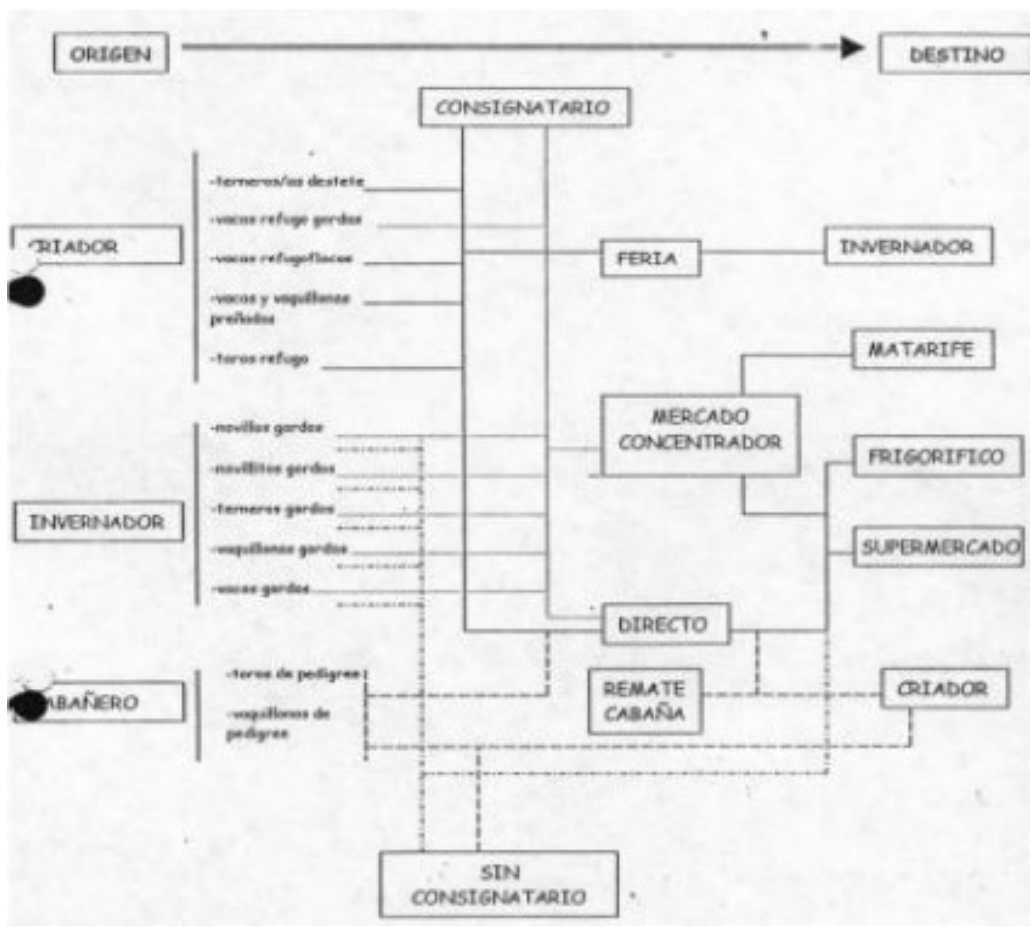 ORIGEN
DESTINO
CONSIGNATARIO
CRIADOR
-terneros/as destete
-vacas refugo gordas
-vacas refugoflacas
-vacas y vaquillonas
preñadas
-toros refugo
FERIA
INVERNADOR
MATARIFE
MERCADO
CONCENTRADOR
FRIGORIFICO
SUPERMERCADO
INVERNADOR
-novillos gordos
-novillitos gordos
-terneros gordos
-vaquillonas gordas
-vacas gordas
DIRECTO
CABAÑERO
-toros de pedigree
-vaquillonas de
pedigree
REMATE
CABAÑA
CRIADOR
SIN
CONSIGNATARIO